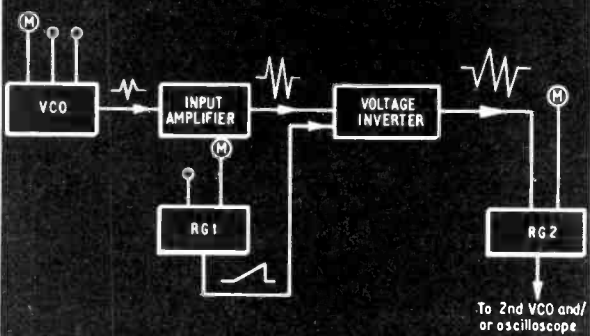 M
VCO
INPUT
AMPLIFIER
VOLTAGE
INVERTER
M
M
RG1
RG2
To 2nd VCO and/
or oscilloscope